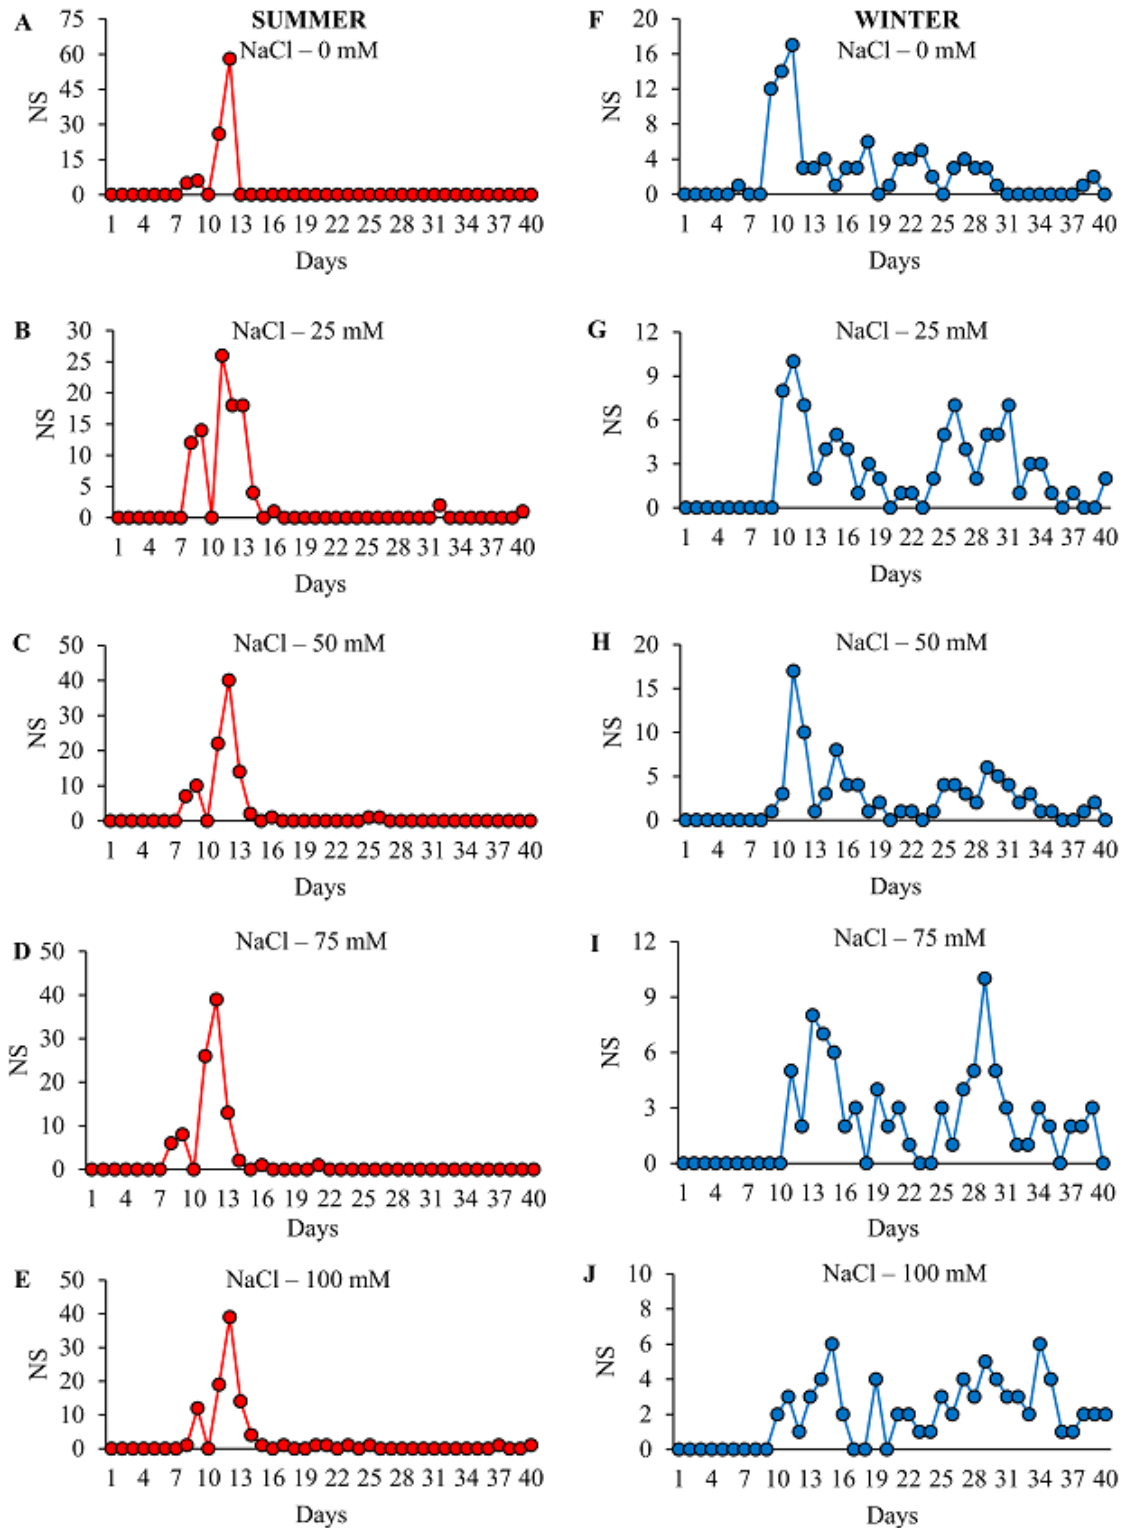 A
SUMMER
NaCl – 0 mM
75
60
45
30
15
0
NS
1 4 7 10 13 16 19 22 25 28 31 34 37 40
Days
F
WINTER
NaCl – 0 mM
20
16
12
8
4
0
NS
1 4 7 10 13 16 19 22 25 28 31 34 37 40
Days
B
NaCl – 25 mM
30
25
20
15
10
5
0
NS
1 4 7 10 13 16 19 22 25 28 31 34 37 40
Days
G
NaCl – 25 mM
12
9
6
3
0
NS
1 4 7 10 13 16 19 22 25 28 31 34 37 40
Days
C
NaCl – 50 mM
50
40
30
20
10
0
NS
1 4 7 10 13 16 19 22 25 28 31 34 37 40
Days
H
NaCl – 50 mM
20
15
10
5
0
NS
1 4 7 10 13 16 19 22 25 28 31 34 37 40
Days
D
NaCl – 75 mM
50
40
30
20
10
0
NS
1 4 7 10 13 16 19 22 25 28 31 34 37 40
Days
I
NaCl – 75 mM
12
9
6
3
0
NS
1 4 7 10 13 16 19 22 25 28 31 34 37 40
Days
E
NaCl – 100 mM
50
40
30
20
10
0
NS
1 4 7 10 13 16 19 22 25 28 31 34 37 40
Days
J
NaCl – 100 mM
10
8
6
4
2
0
NS
1 4 7 10 13 16 19 22 25 28 31 34 37 40
Days